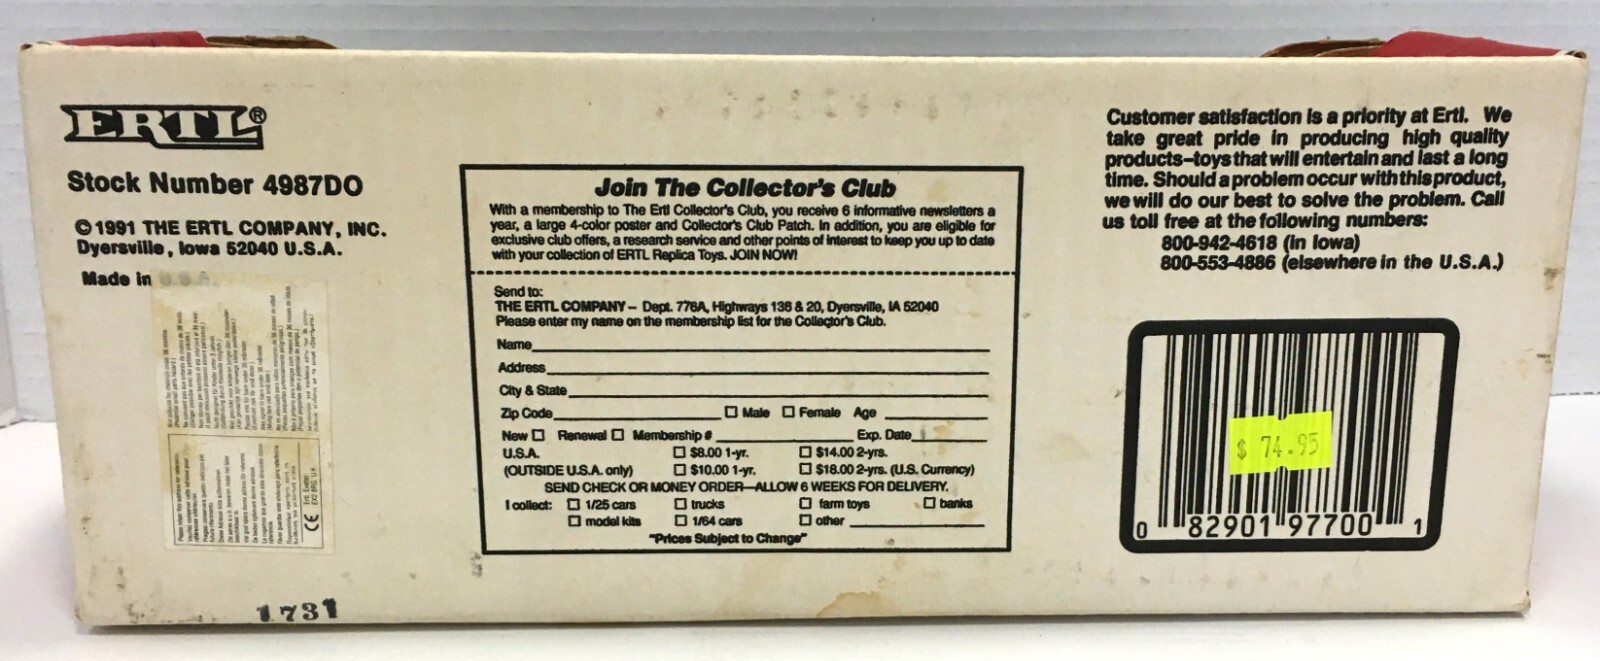 ERTL®
Stock Number 4987DO
©1991 THE ERTL COMPANY, INC.
Dyersville, Iowa 52040 U.S.A.
Made in U.S.A.
CE
Join The Collector's Club
With a membership to The Ertl Collector's Club, you receive 6 informative newsletters a
year, a large 4-color poster and Collector's Club Patch. In addition, you are eligible for
exclusive club offers, a research service and other points of interest to keep you up to date
with your collection of ERTL Replica Toys. JOIN NOW!
Send to:
THE ERTL COMPANY – Dept. 776A, Highways 136 & 20, Dyersville, IA 52040
Please enter my name on the membership list for the Collector's Club.
Name
Address
City & State
Zip Code Male Female Age
New Renewal Membership # Exp. Date
U.S.A. $8.00 1-yr. $14.00 2-yrs.
(OUTSIDE U.S.A. only) $10.00 1-yr. $18.00 2-yrs. (U.S. Currency)
SEND CHECK OR MONEY ORDER—ALLOW 6 WEEKS FOR DELIVERY.
I collect: 1/25 cars trucks farm toys banks
model kits 1/64 cars other
"Prices Subject to Change"
Customer satisfaction is a priority at Ertl. We
take great pride in producing high quality
products–toys that will entertain and last a long
time. Should a problem occur with this product,
we will do our best to solve the problem. Call
us toll free at the following numbers:
800-942-4618 (in Iowa)
800-553-4886 (elsewhere in the U.S.A.)
$ 74.95
0 82901 97700 1
1731